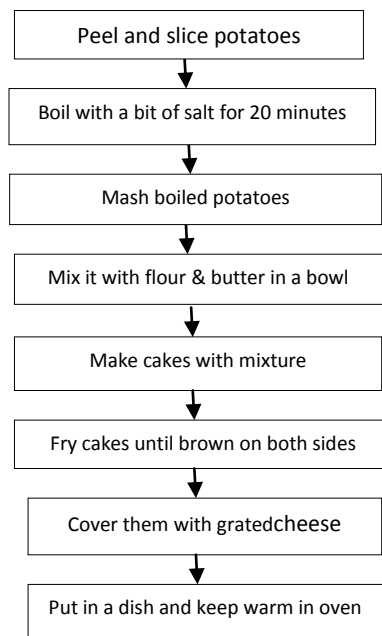 Peel and slice potatoes
Boil with a bit of salt for 20 minutes
Mash boiled potatoes
Mix it with flour & butter in a bowl
Make cakes with mixture
Fry cakes until brown on both sides
Cover them with gratedcheese
Put in a dish and keep warm in oven